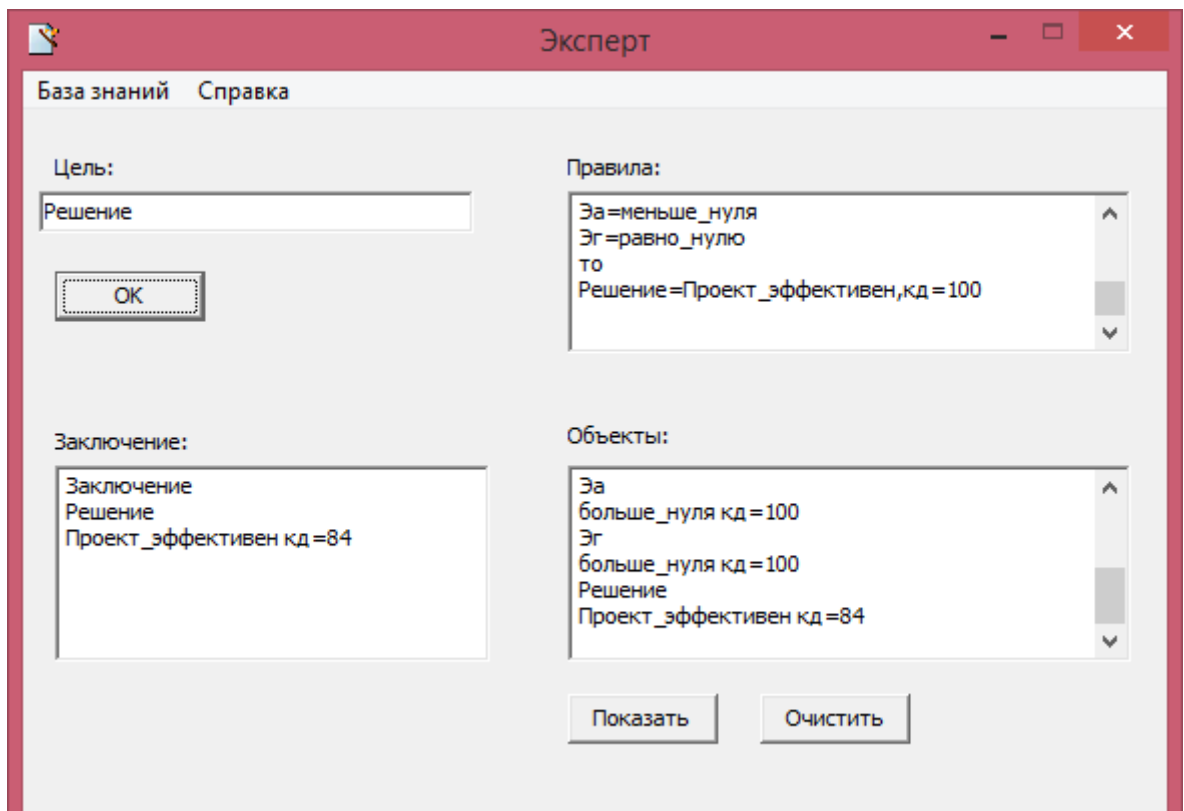 Эксперт
База знаний Справка
Цель:
Решение
OK
Правила:
Эа=меньше_нуля
Эг=равно_нулю
то
Решение=Проект_эффективен,кд=100
Заключение:
Заключение
Решение
Проект_эффективен кд=84
Объекты:
Эа
больше_нуля кд=100
Эг
больше_нуля кд=100
Решение
Проект_эффективен кд=84
Показать Очистить